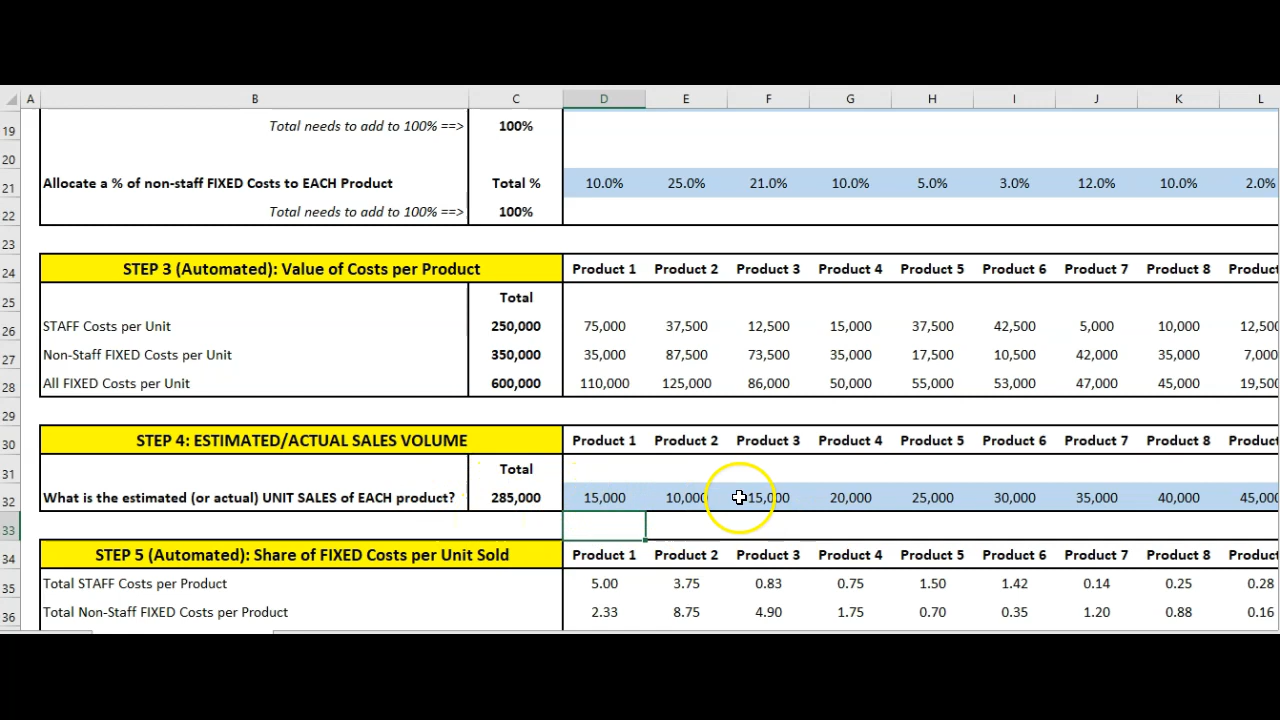 A B C D E F G H I J K L
19 Total needs to add to 100% ==> 100%
20
21 Allocate a % of non-staff FIXED Costs to EACH Product Total % 10.0% 25.0% 21.0% 10.0% 5.0% 3.0% 12.0% 10.0% 2.0%
22 Total needs to add to 100% ==> 100%
23
24 STEP 3 (Automated): Value of Costs per Product Product 1 Product 2 Product 3 Product 4 Product 5 Product 6 Product 7 Product 8 Product
25 Total
26 STAFF Costs per Unit 250,000 75,000 37,500 12,500 15,000 37,500 42,500 5,000 10,000 12,500
27 Non-Staff FIXED Costs per Unit 350,000 35,000 87,500 73,500 35,000 17,500 10,500 42,000 35,000 7,000
28 All FIXED Costs per Unit 600,000 110,000 125,000 86,000 50,000 55,000 53,000 47,000 45,000 19,500
29
30 STEP 4: ESTIMATED/ACTUAL SALES VOLUME Product 1 Product 2 Product 3 Product 4 Product 5 Product 6 Product 7 Product 8 Product
31 Total
32 What is the estimated (or actual) UNIT SALES of EACH product? 285,000 15,000 10,000 15,000 20,000 25,000 30,000 35,000 40,000 45,000
33
34 STEP 5 (Automated): Share of FIXED Costs per Unit Sold Product 1 Product 2 Product 3 Product 4 Product 5 Product 6 Product 7 Product 8 Product
35 Total STAFF Costs per Product 5.00 3.75 0.83 0.75 1.50 1.42 0.14 0.25 0.28
36 Total Non-Staff FIXED Costs per Product 2.33 8.75 4.90 1.75 0.70 0.35 1.20 0.88 0.16